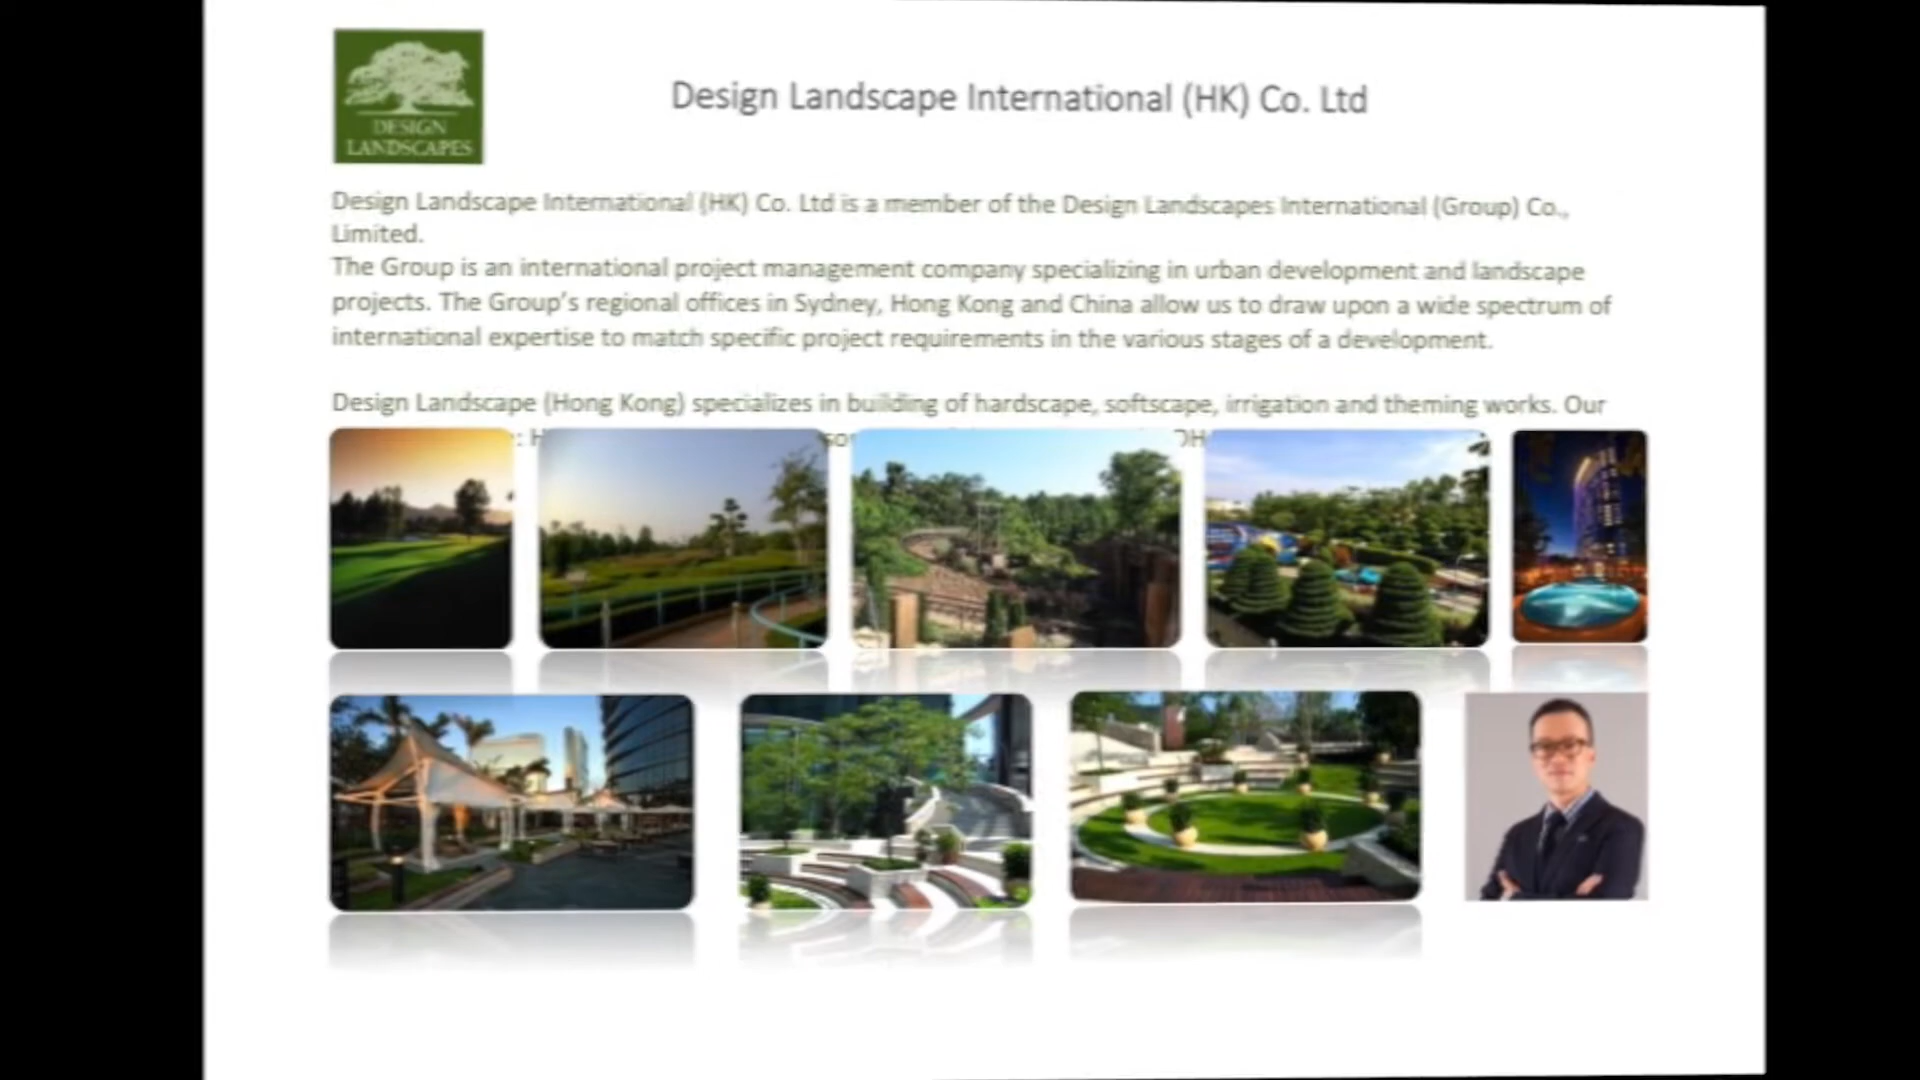 DESIGN
LANDSCAPES
Design Landscape International (HK) Co. Ltd
Design Landscape International (HK) Co. Ltd is a member of the Design Landscapes International (Group) Co.,
Limited.
The Group is an international project management company specializing in urban development and landscape
projects. The Group's regional offices in Sydney, Hong Kong and China allow us to draw upon a wide spectrum of
international expertise to match specific project requirements in the various stages of a development.
Design Landscape (Hong Kong) specializes in building of hardscape, softscape, irrigation and theming works. Our